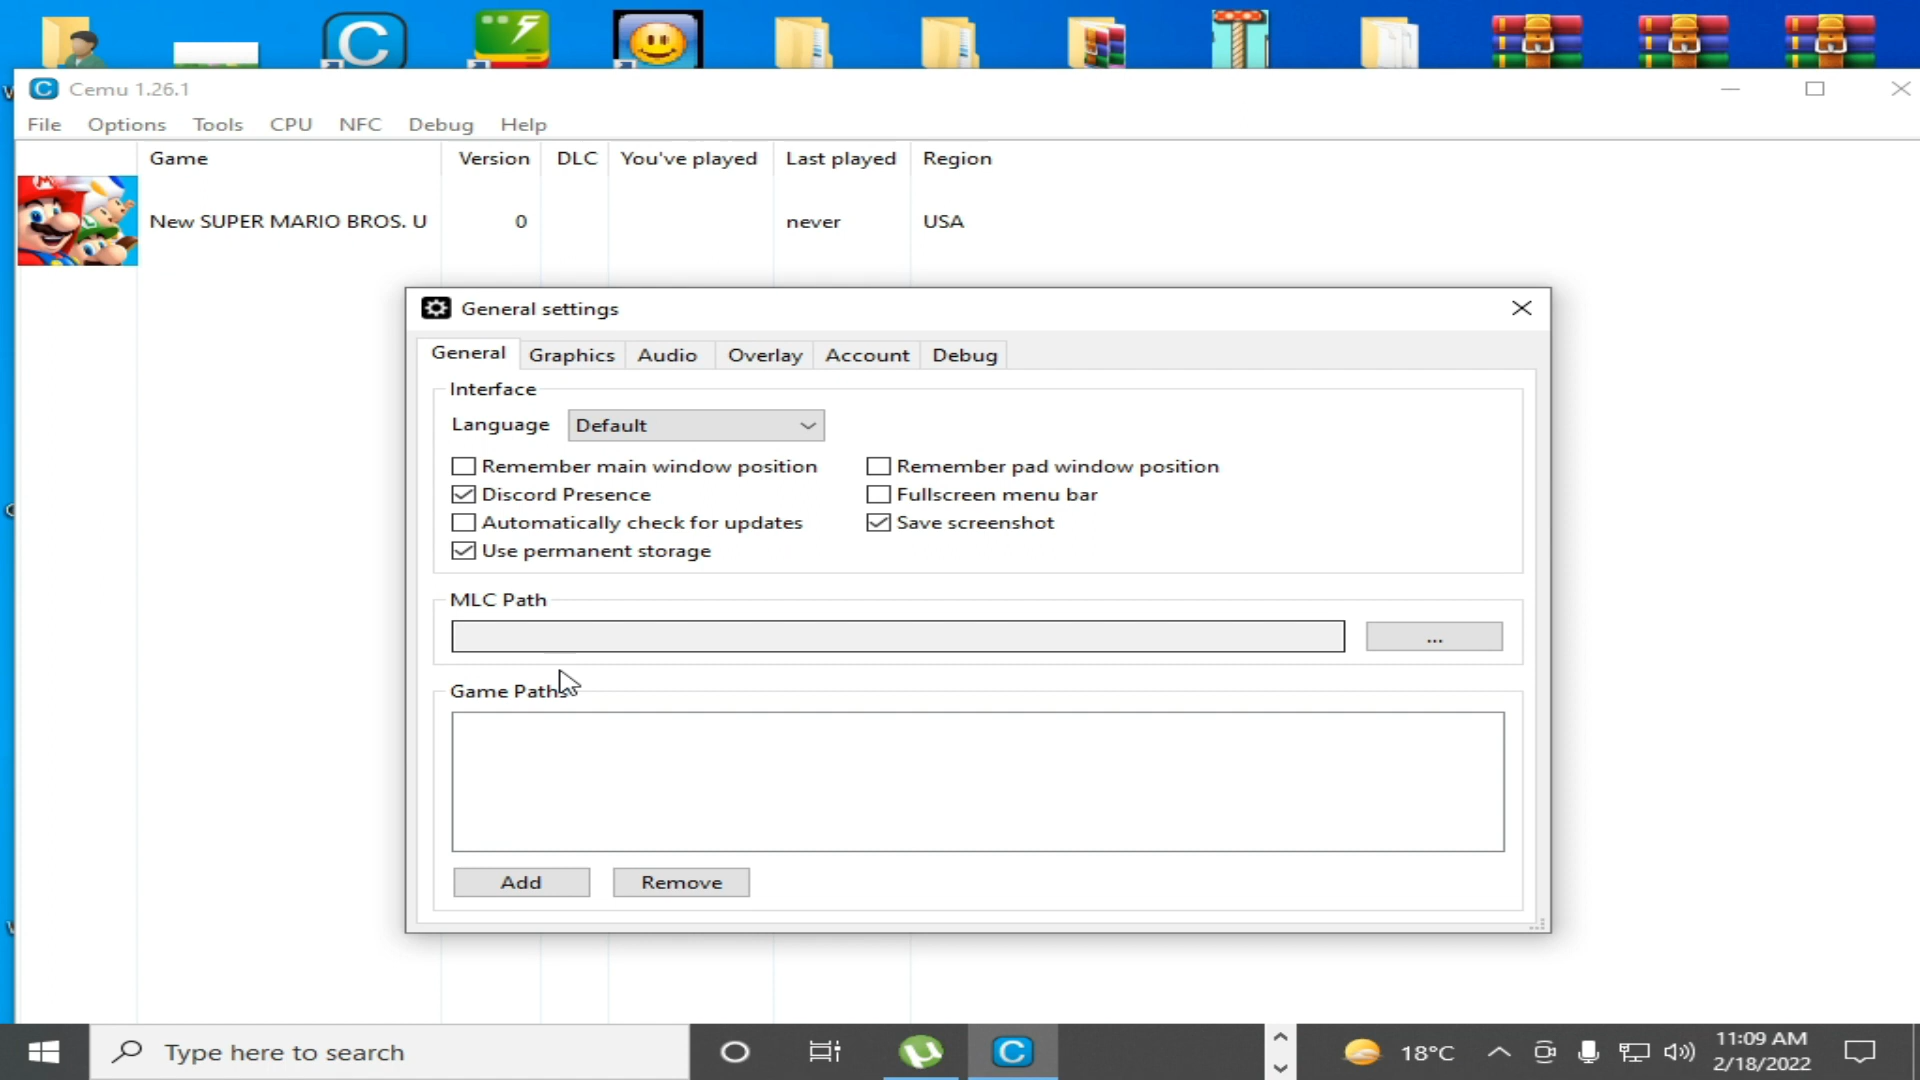 Cemu 1.26.1
File Options Tools CPU NFC Debug Help
Game Version DLC You've played Last played Region
New SUPER MARIO BROS. U 0 never USA
General settings
General Graphics Audio Overlay Account Debug
Interface
Language Default
Remember main window position Remember pad window position
Discord Presence Fullscreen menu bar
Automatically check for updates Save screenshot
Use permanent storage
MLC Path
...
Game Paths
Add Remove
Type here to search
18°C
11:09 AM
2/18/2022